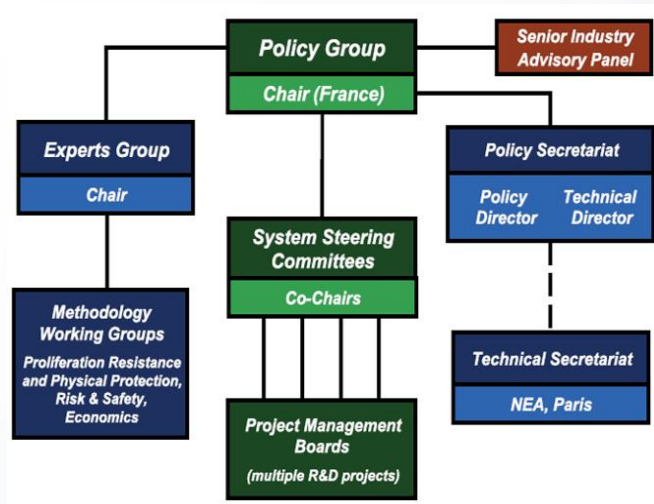 Policy Group
Chair (France)
Senior Industry
Advisory Panel
Experts Group
Chair
Policy Secretariat
Policy
Director
Technical
Director
System Steering
Committees
Co-Chairs
Methodology
Working Groups
Proliferation Resistance
and Physical Protection,
Risk & Safety,
Economics
Technical Secretariat
NEA, Paris
Project Management
Boards
(multiple R&D projects)